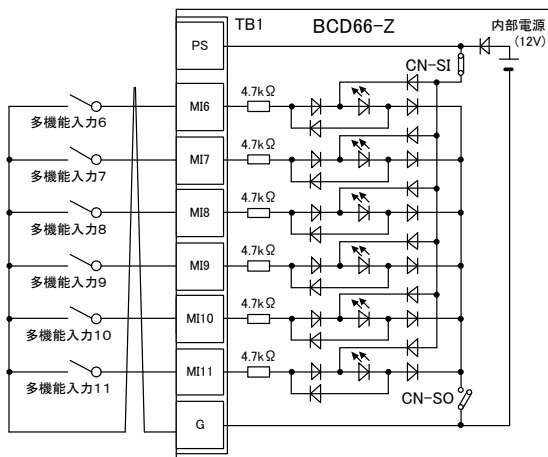 TB1
BCD66-Z
内部電源
(12V)
PS
CN-SI
4.7kΩ
MI6
多機能入力6
4.7kΩ
MI7
多機能入力7
4.7kΩ
MI8
多機能入力8
4.7kΩ
MI9
多機能入力9
4.7kΩ
MI10
多機能入力10
4.7kΩ
MI11
多機能入力11
CN-SO
G